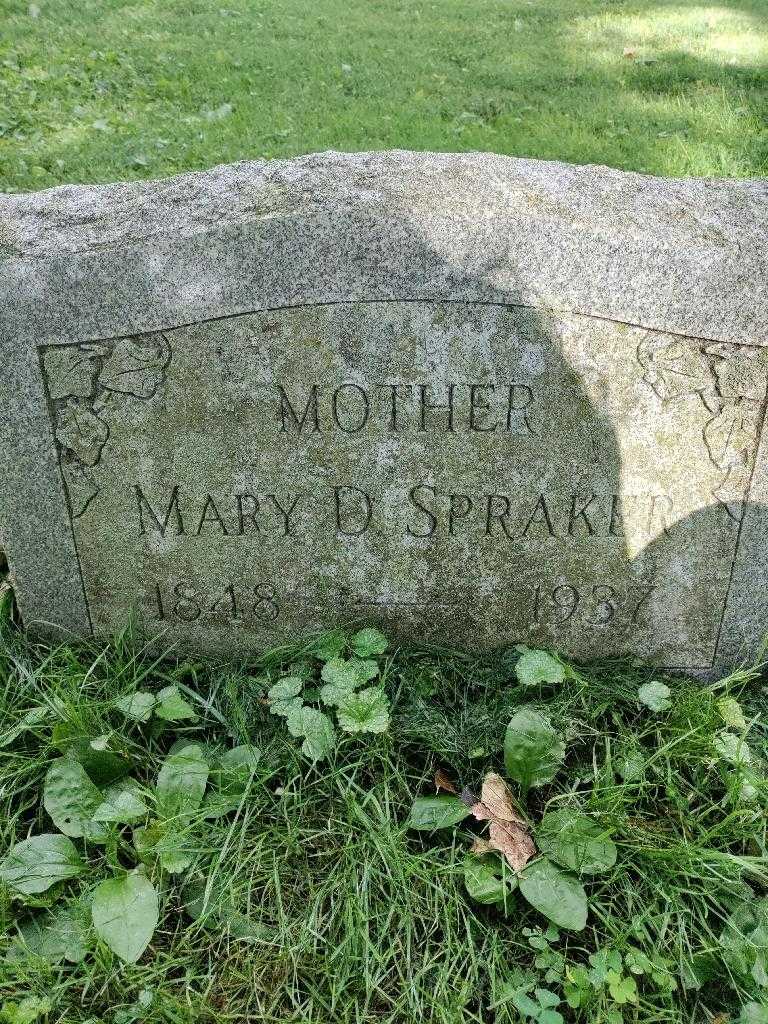 MOTHER
MARY D SPRAKER
1848 — 1937